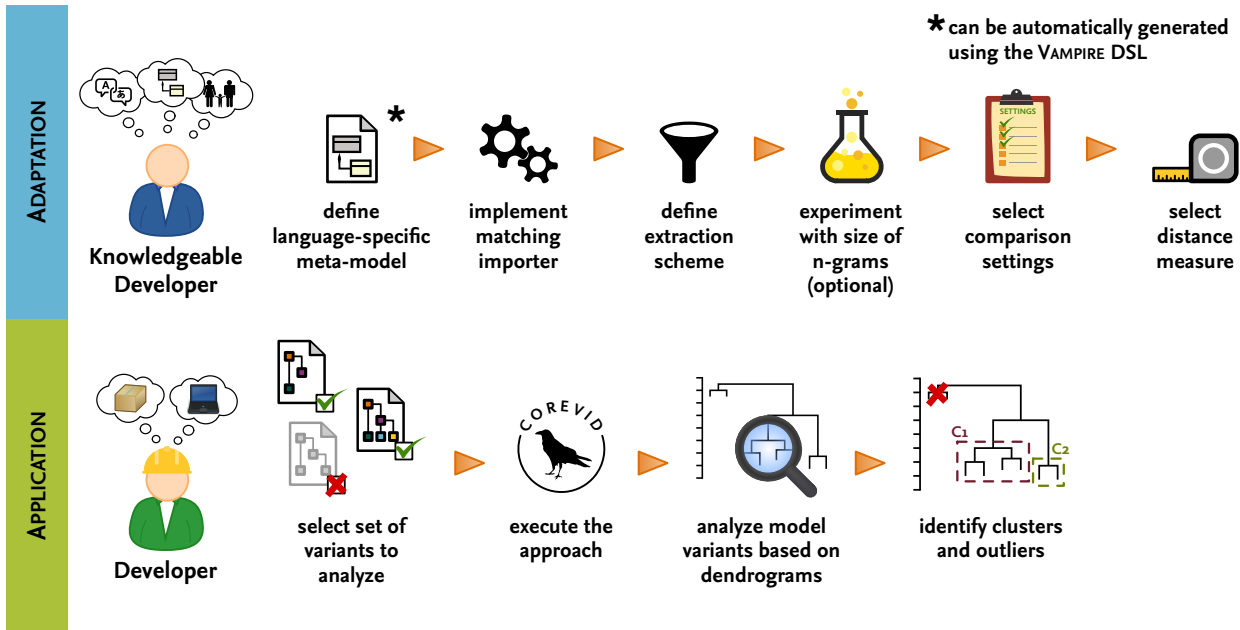 * can be automatically generated
using the VAMPIRE DSL
ADAPTATION
A
あ
SETTINGS
*
Knowledgeable
Developer
define
language-specific
meta-model
implement
matching
importer
define
extraction
scheme
experiment
with size of
n-grams
(optional)
select
comparison
settings
select
distance
measure
APPLICATION
Developer
select set of
variants to
analyze
COREVID
execute the
approach
analyze model
variants based on
dendrograms
C1
C2
identify clusters
and outliers